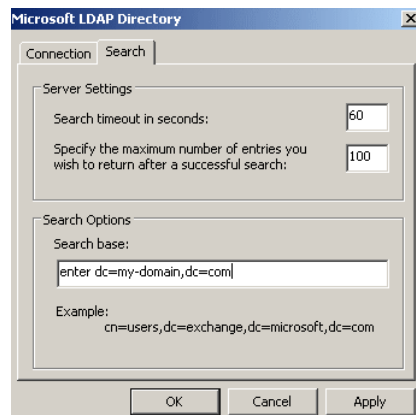 Microsoft LDAP Directory
Connection Search
Server Settings
Search timeout in seconds: 60
Specify the maximum number of entries you
wish to return after a successful search: 100
Search Options
Search base:
enter dc=my-domain,dc=com
Example:
cn=users,dc=exchange,dc=microsoft,dc=com
OK Cancel Apply